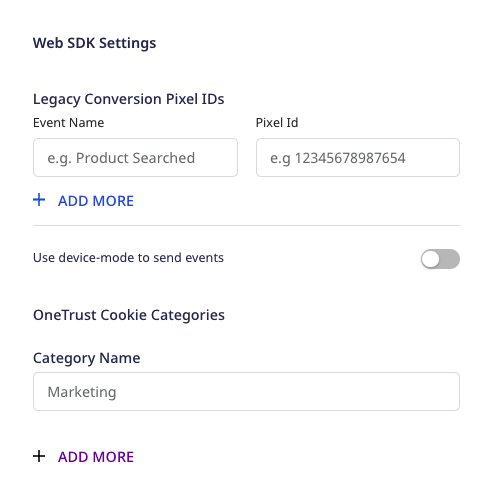 Web SDK Settings
Legacy Conversion Pixel IDs
Event Name
Pixel Id
e.g. Product Searched
e.g 12345678987654
+ ADD MORE
Use device-mode to send events
OneTrust Cookie Categories
Category Name
Marketing
+ ADD MORE